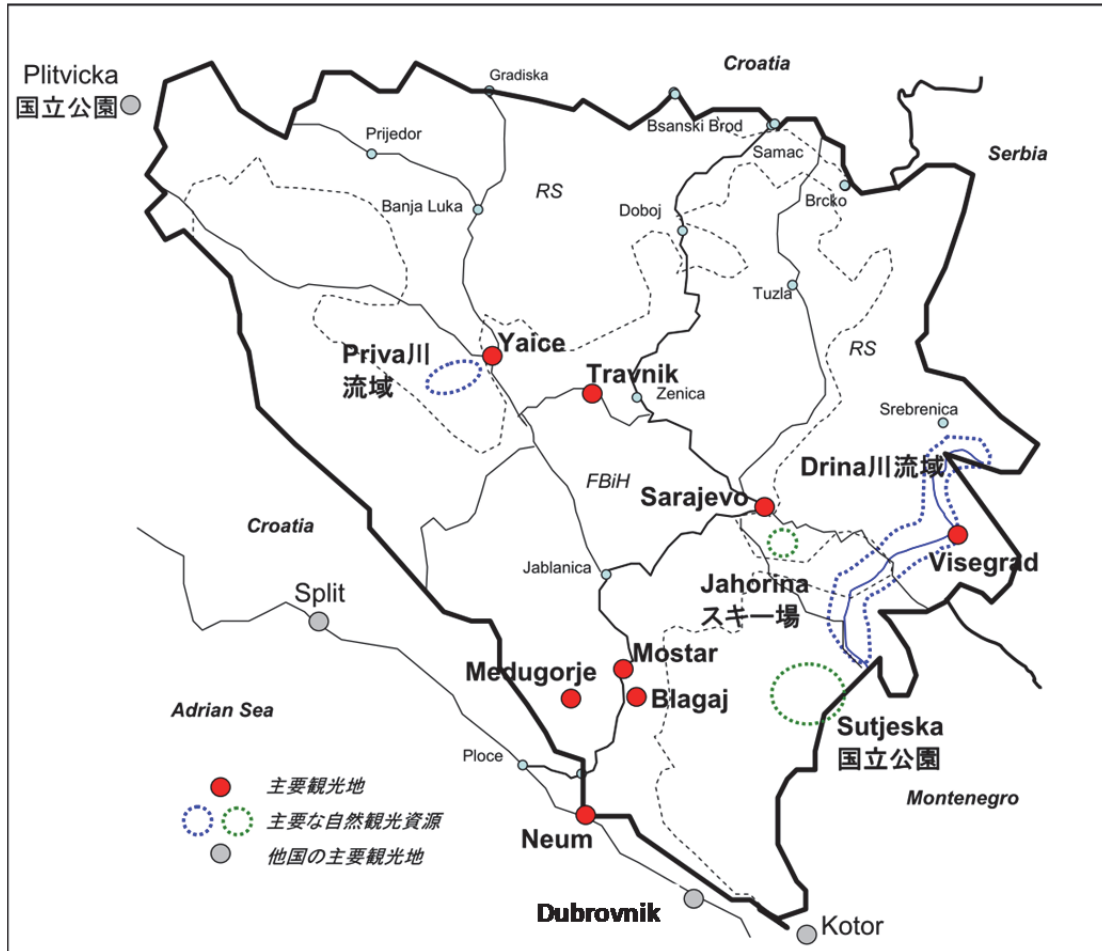 Plitvicka
国立公園
Gradiska
Croatia
Bsanski Brod
Samac
Serbia
Prijedor
RS
Banja Luka
Doboj
Brcko
Tuzla
Yaice
Priva川
流域
Travnik
Zenica
RS
Srebrenica
Drina川流域
FBiH
Sarajevo
Croatia
Visegrad
Jablanica
Jahorina
スキー場
Split
Mostar
Medugorje
Blagaj
Adrian Sea
Sutjeska
国立公園
Ploce
Montenegro
主要観光地
主要な自然観光資源
他国の主要観光地
Neum
Dubrovnik
Kotor